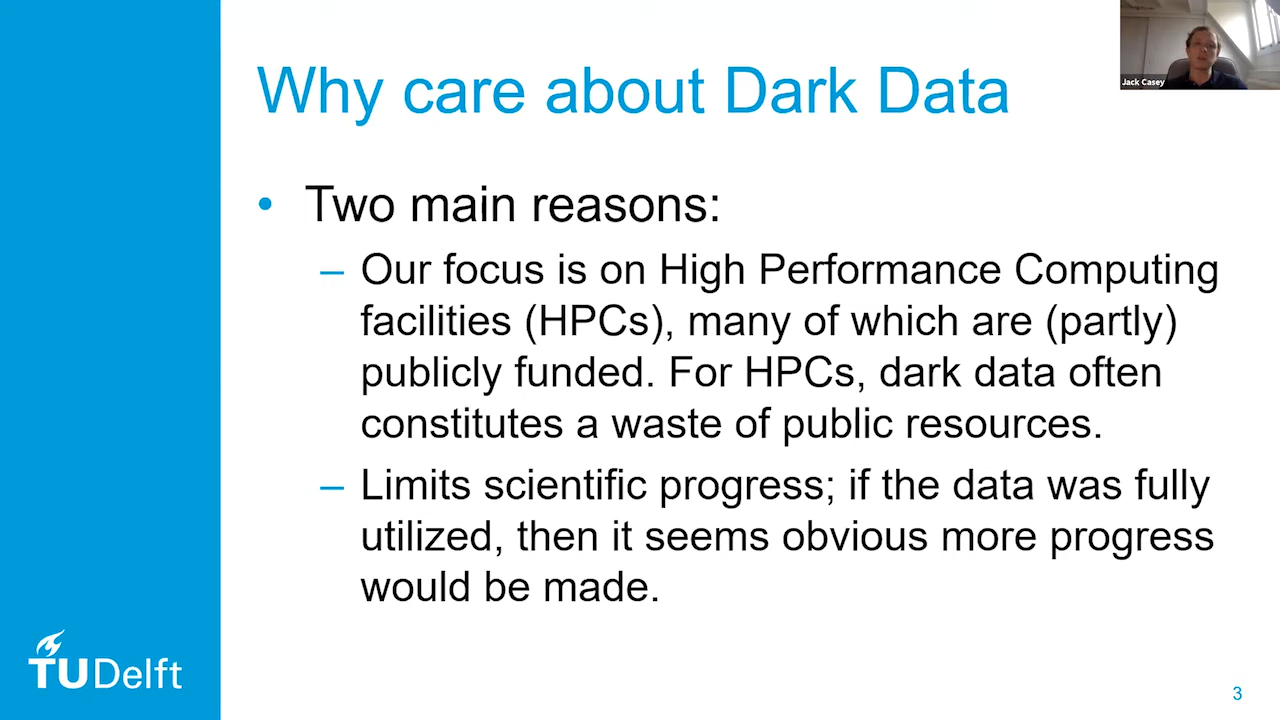 Why care about Dark Data
Jack Casey
• Two main reasons:
– Our focus is on High Performance Computing
facilities (HPCs), many of which are (partly)
publicly funded. For HPCs, dark data often
constitutes a waste of public resources.
– Limits scientific progress; if the data was fully
utilized, then it seems obvious more progress
would be made.
TUDelft
3